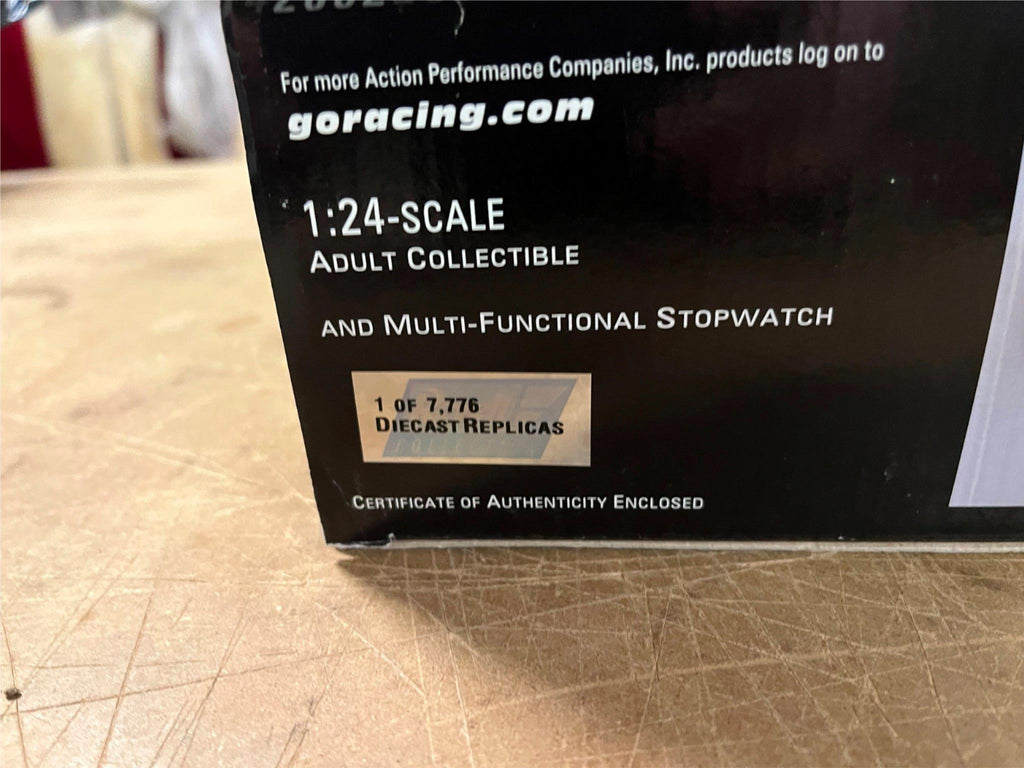 For more Action Performance Companies, Inc. products log on to
goracing.com
1:24-SCALE
ADULT COLLECTIBLE
AND MULTI-FUNCTIONAL STOPWATCH
1 OF 7,776
DIECAST REPLICAS
CERTIFICATE OF AUTHENTICITY ENCLOSED